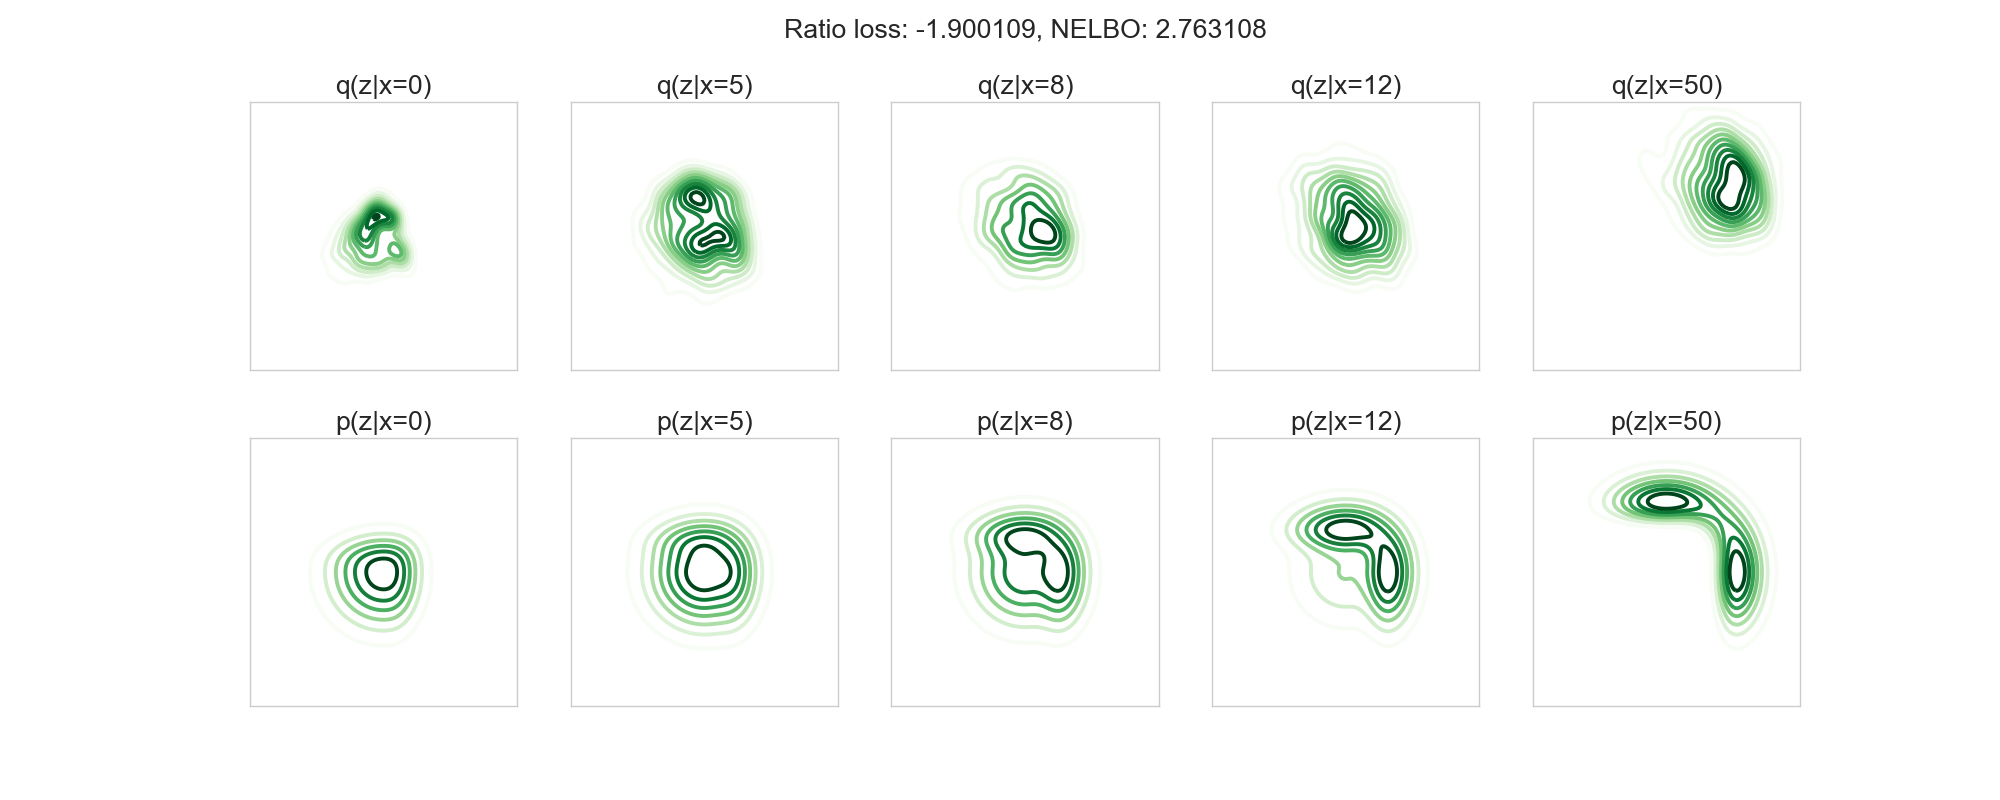 Ratio loss: -1.900109, NELBO: 2.763108
q(z|x=0) q(z|x=5) q(z|x=8) q(z|x=12) q(z|x=50)
p(z|x=0) p(z|x=5) p(z|x=8) p(z|x=12) p(z|x=50)